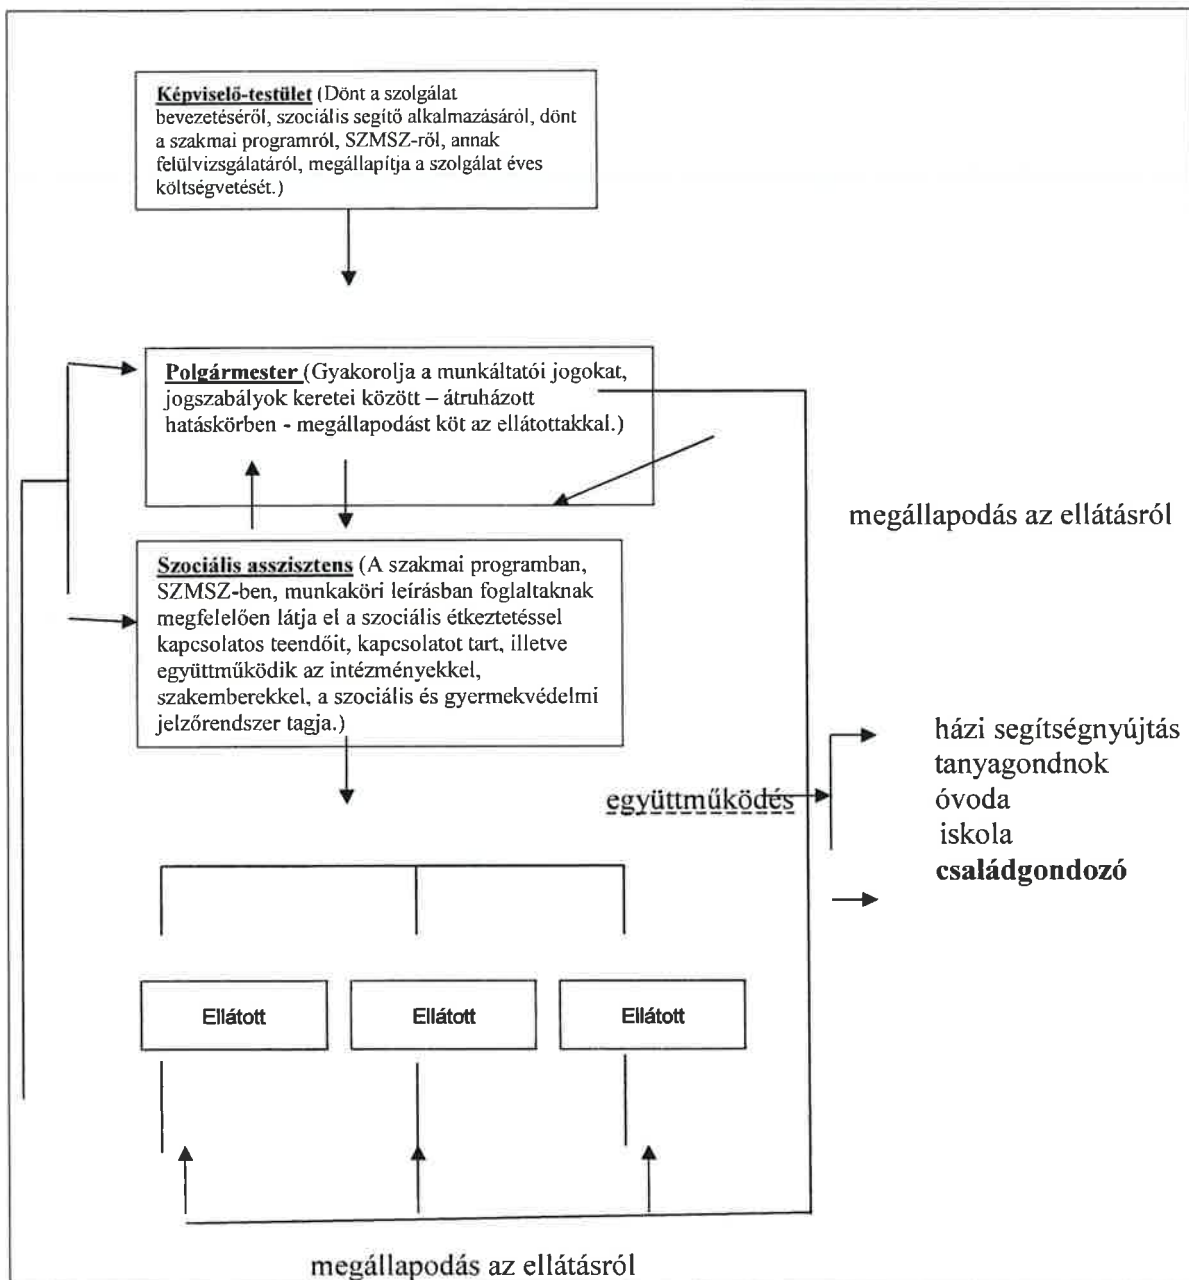 Képviselő-testület (Dönt a szolgálat
bevezetéséről, szociális segítő alkalmazásáról, dönt
a szakmai programról, SZMSZ-ről, annak
felülvizsgálatáról, megállapítja a szolgálat éves
költségvetését.)
Polgármester (Gyakorolja a munkáltatói jogokat,
jogszabályok keretei között – átruházott
hatáskörben - megállapodást köt az ellátottakkal.)
megállapodás az ellátásról
Szociális asszisztens (A szakmai programban,
SZMSZ-ben, munkaköri leírásban foglaltaknak
megfelelően látja el a szociális étkeztetéssel
kapcsolatos teendőit, kapcsolatot tart, illetve
együttműködik az intézményekkel,
szakemberekkel, a szociális és gyermekvédelmi
jelzőrendszer tagja.)
együttműködés
házi segítségnyújtás
tanyagondnok
óvoda
iskola
családgondozó
Ellátott
Ellátott
Ellátott
megállapodás az ellátásról